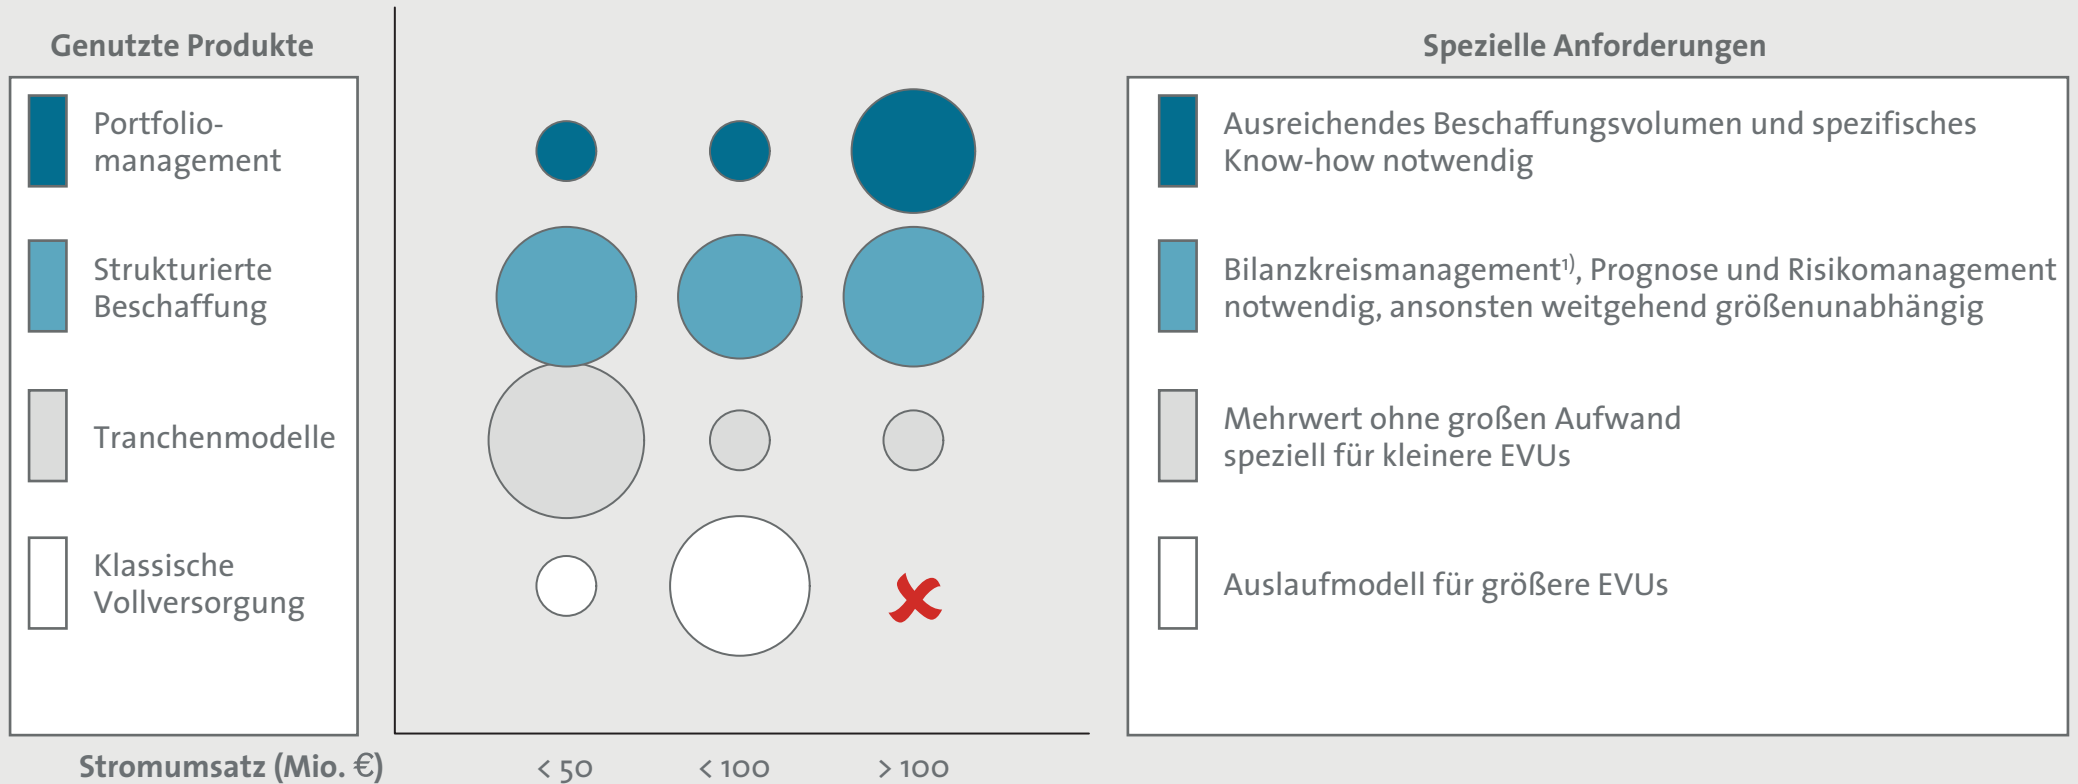 Genutzte Produkte
Portfolio-
management
Strukturierte
Beschaffung
Tranchenmodelle
Klassische
Vollversorgung
Stromumsatz (Mio. €)
< 50
< 100
> 100
Spezielle Anforderungen
Ausreichendes Beschaffungsvolumen und spezifisches
Know-how notwendig
Bilanzkreismanagement¹⁾, Prognose und Risikomanagement
notwendig, ansonsten weitgehend größenunabhängig
Mehrwert ohne großen Aufwand
speziell für kleinere EVUs
Auslaufmodell für größere EVUs